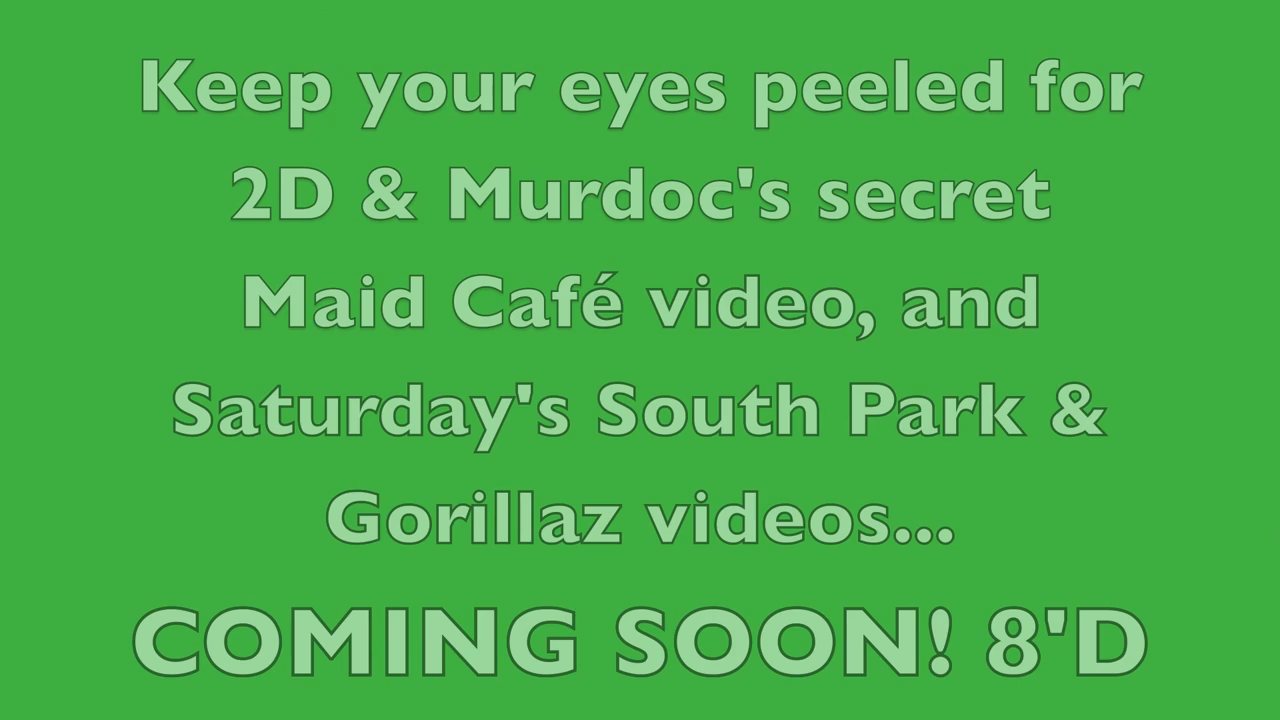 Keep your eyes peeled for
2D & Murdoc's secret
Maid Café video, and
Saturday's South Park &
Gorillaz videos...
COMING SOON! 8'D